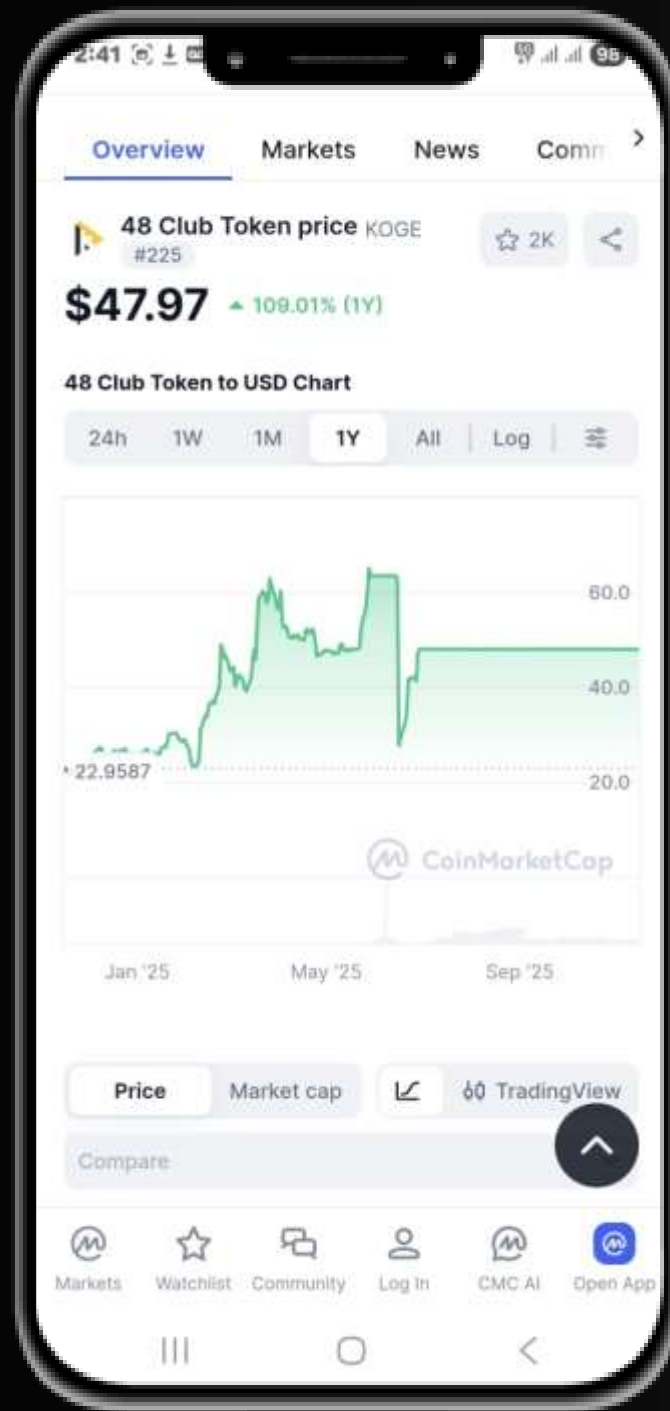 2:41
98
Overview Markets News Comm
48 Club Token price KOGE
#225
2K
$47.97 109.01% (1Y)
48 Club Token to USD Chart
24h 1W 1M 1Y All Log
60.0
40.0
22.9587
20.0
CoinMarketCap
Jan '25 May '25 Sep '25
Price Market cap TradingView
Compare
Markets Watchlist Community Log In CMC AI Open App